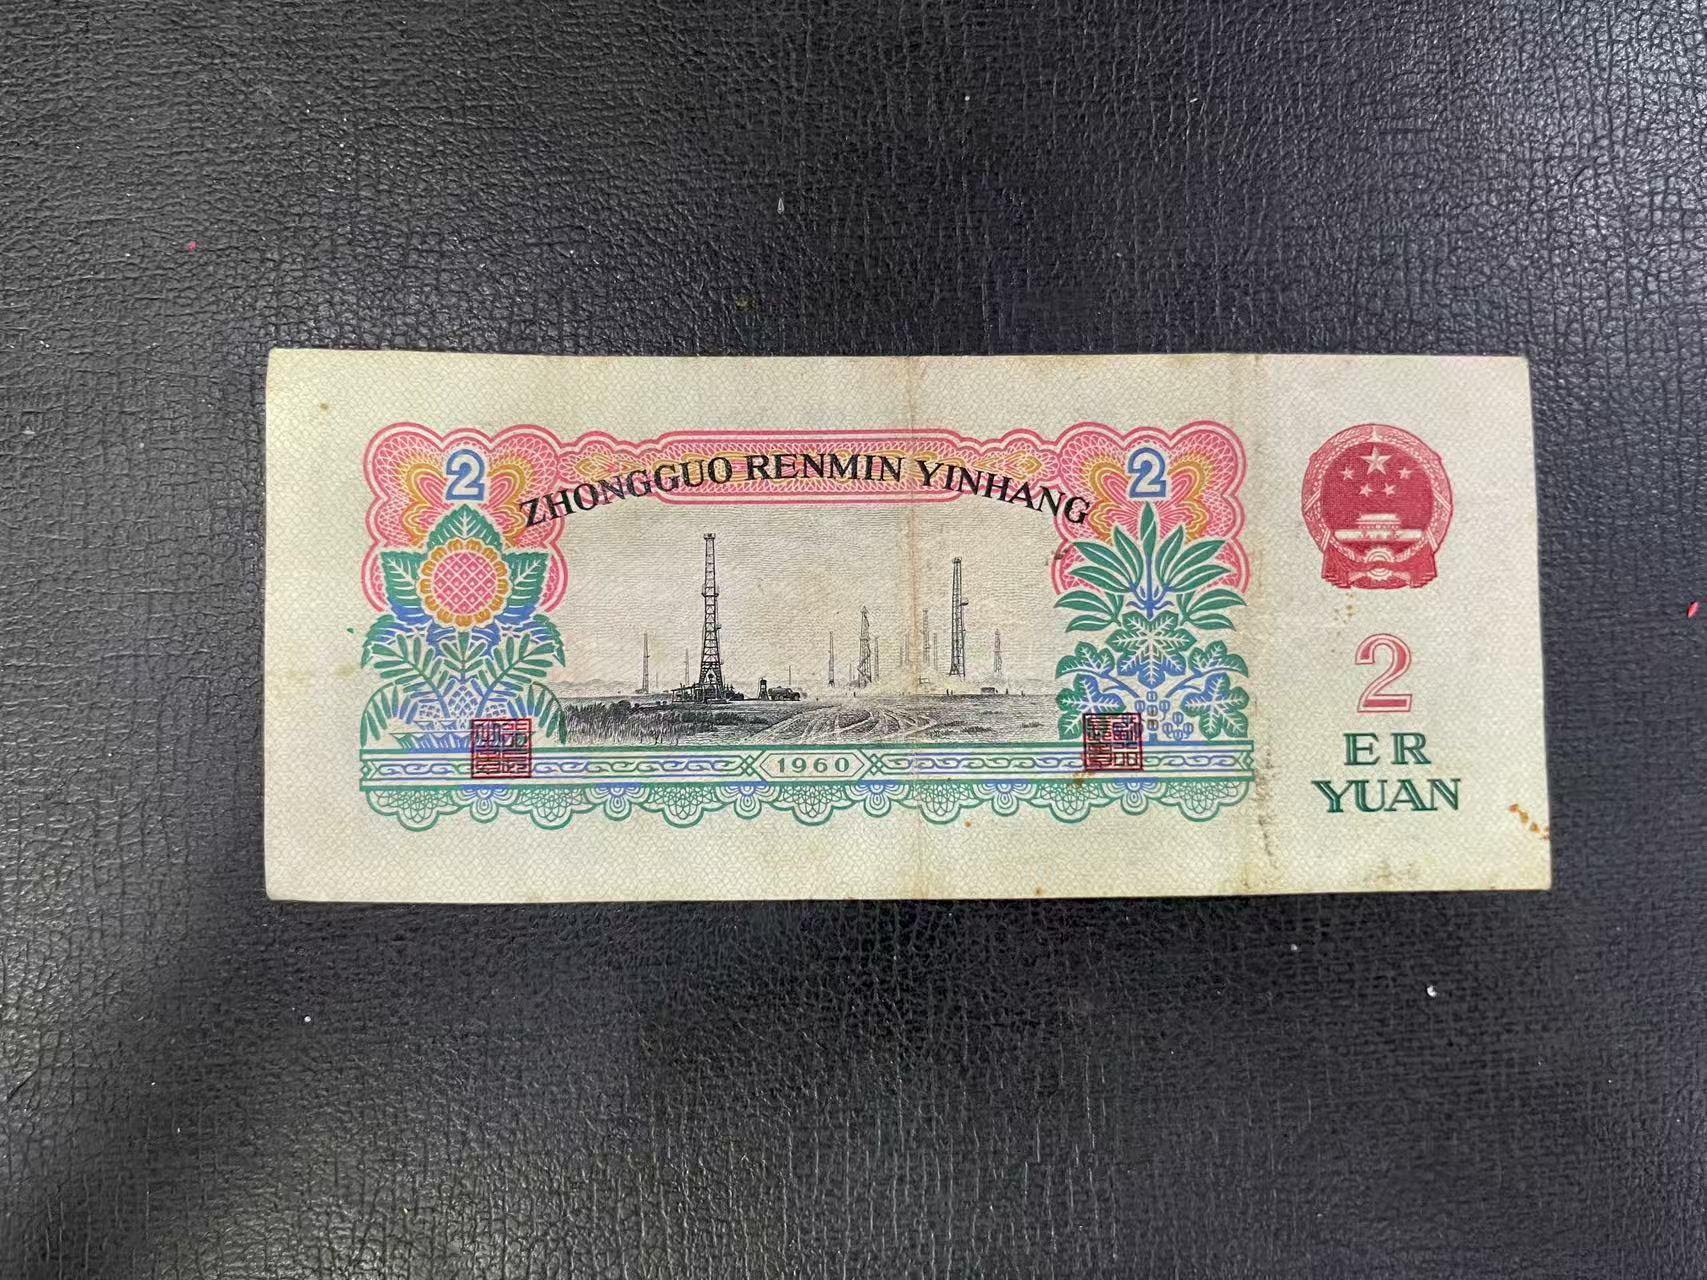 2
ZHONGGUO RENMIN YINHANG
2
1960
2
ER
YUAN